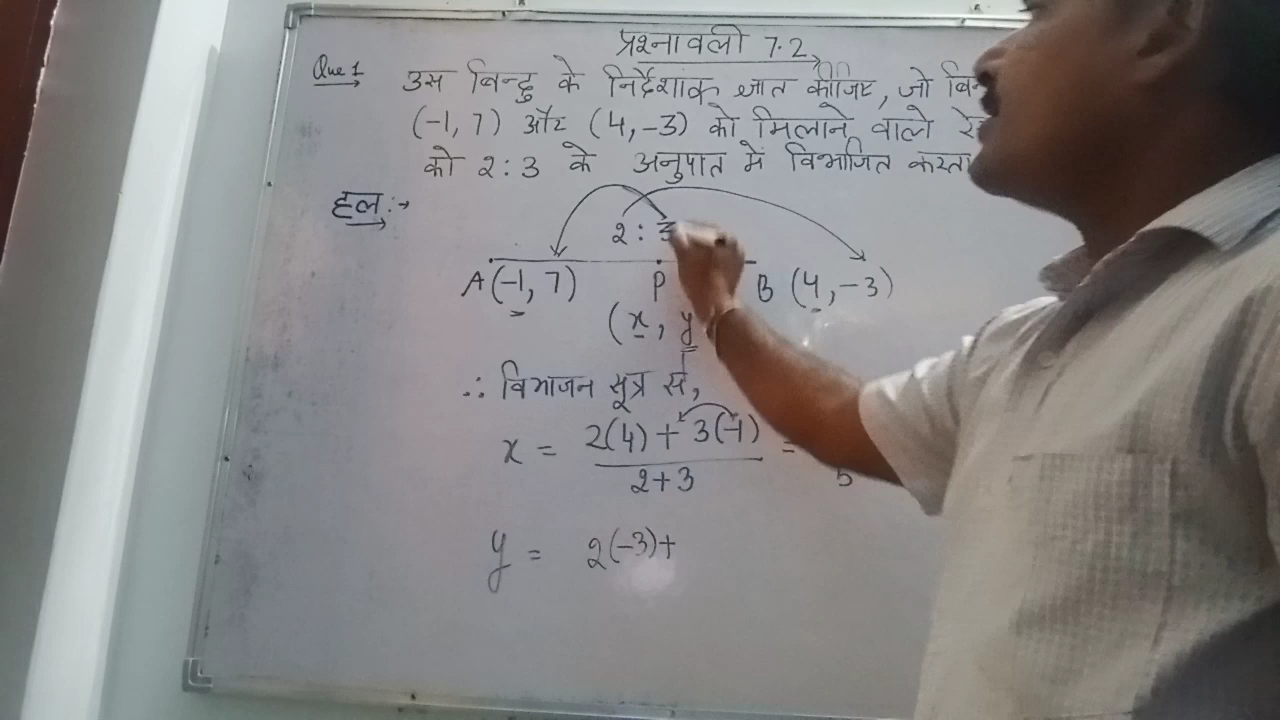 प्रश्नावली 7.2
Que 1 उस बिन्दु के निर्देशांक ज्ञात कीजिए, जो
(-1, 7) और (4, -3) को मिलाने वाले
को 2 : 3 के अनुपात में विभाजित करता
हल :→
2 : 3
A (-1, 7) P B (4, -3)
(x, y
∴ विभाजन सूत्र से,
x = 2(4) + 3(-1) =
2+3 5
y = 2(-3)+